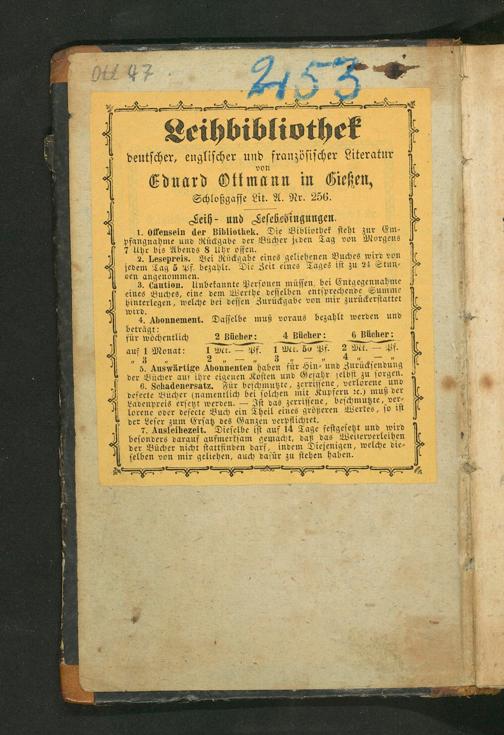 Ott 47
2153
Leihbibliothek
deutscher, englischer und französischer Literatur
von
Eduard Ottmann in Gießen,
Schloßgasse Lit. A. Nr. 256.
Leih- und Lesebedingungen.
1. Offensein der Bibliothek. Die Bibliothek steht zur Em-
pfangnahme und Rückgabe der Bücher jeden Tag von Morgens
7 Uhr bis Abends 8 Uhr offen.
2. Lesepreis. Bei Rückgabe eines geliehenen Buches wird von
jedem Tag 5 Pf. bezahlt. Die Zeit eines Tages ist zu 24 Stun-
den angenommen.
3. Caution. Unbekannte Personen müssen, bei Entgegennahme
eines Buches, eine dem Werthe desselben entsprechende Summe
hinterlegen, welche bei dessen Zurückgabe von mir zurückerstattet
wird.
4. Abonnement. Dasselbe muß voraus bezahlt werden und
beträgt:
für wöchentlich 2 Bücher: 4 Bücher: 6 Bücher:
auf 1 Monat: 1 Mk. — Pf. 1 Mk. 50 Pf. 2 Mk. — Pf.
„ 3 „ 2 „ — „ 3 „ — „ 4 „ — „
5. Auswärtige Abonnenten haben für Hin- und Zurücksendung
der Bücher auf ihre eigenen Kosten und Gefahr selbst zu sorgen.
6. Schadenersatz. Für beschmutzte, zerrissene, verlorene und
defecte Bücher (namentlich bei solchen mit Kupfern ꝛc.) muß der
Ladenpreis ersetzt werden. — Ist das zerrissene, beschmutzte, ver-
lorene oder defecte Buch ein Theil eines größeren Werkes, so ist
der Leser zum Ersatz des Ganzen verpflichtet.
7. Ausleihezeit. Dieselbe ist auf 14 Tage festgesetzt und wird
besonders darauf aufmerksam gemacht, daß das Weiterverleihen
der Bücher nicht stattfinden darf, indem Diejenigen, welche die-
selben von mir geliehen, auch dafür zu stehen haben.